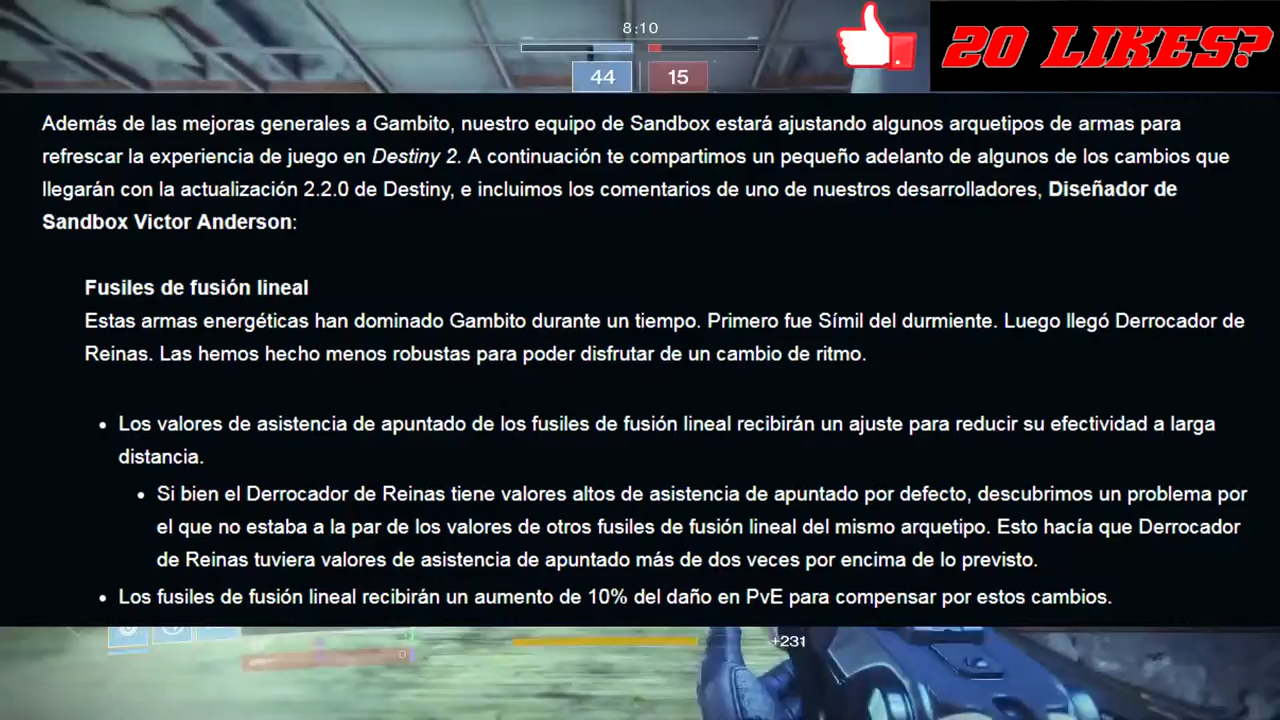 8:10
20 LIKES?
44
15
Además de las mejoras generales a Gambito, nuestro equipo de Sandbox estará ajustando algunos arquetipos de armas para
refrescar la experiencia de juego en Destiny 2. A continuación te compartimos un pequeño adelanto de algunos de los cambios que
llegarán con la actualización 2.2.0 de Destiny, e incluimos los comentarios de uno de nuestros desarrolladores, Diseñador de
Sandbox Victor Anderson:
Fusiles de fusión lineal
Estas armas energéticas han dominado Gambito durante un tiempo. Primero fue Símil del durmiente. Luego llegó Derrocador de
Reinas. Las hemos hecho menos robustas para poder disfrutar de un cambio de ritmo.
• Los valores de asistencia de apuntado de los fusiles de fusión lineal recibirán un ajuste para reducir su efectividad a larga
distancia.
• Si bien el Derrocador de Reinas tiene valores altos de asistencia de apuntado por defecto, descubrimos un problema por
el que no estaba a la par de los valores de otros fusiles de fusión lineal del mismo arquetipo. Esto hacía que Derrocador
de Reinas tuviera valores de asistencia de apuntado más de dos veces por encima de lo previsto.
• Los fusiles de fusión lineal recibirán un aumento de 10% del daño en PvE para compensar por estos cambios.
+231
0